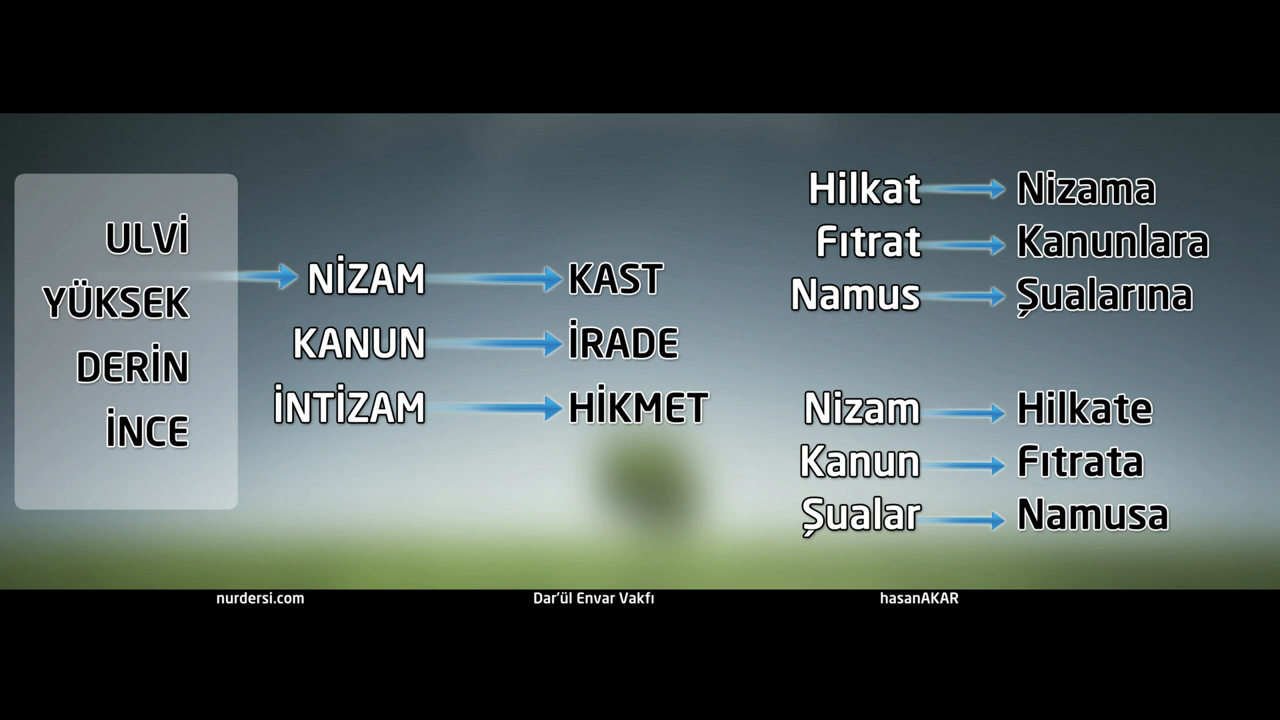 ULVİ
YÜKSEK
DERİN
İNCE
NİZAM KAST
KANUN İRADE
İNTİZAM HİKMET
Hilkat Nizama
Fıtrat Kanunlara
Namus Şualarına
Nizam Hilkate
Kanun Fıtrata
Şualar Namusa
nurdersi.com Dar'ül Envar Vakfı hasanAKAR